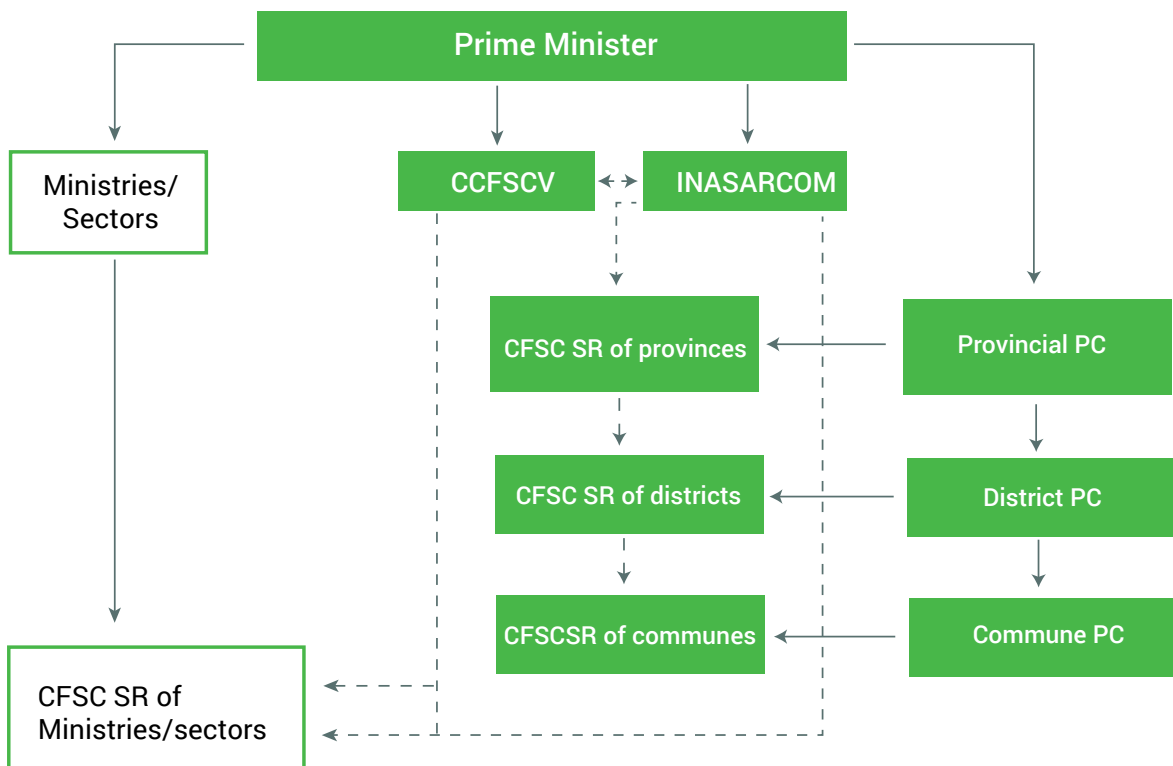 Prime Minister
Ministries/
Sectors
CCFSCV
INASARCOM
CFSC SR of provinces
Provincial PC
CFSC SR of districts
District PC
CFSCSR of communes
Commune PC
CFSC SR of
Ministries/sectors